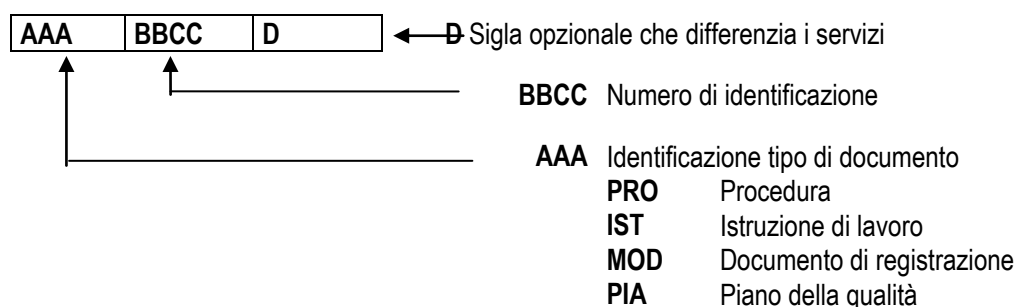 AAA BBCC D D Sigla opzionale che differenzia i servizi
BBCC Numero di identificazione
AAA Identificazione tipo di documento
PRO Procedura
IST Istruzione di lavoro
MOD Documento di registrazione
PIA Piano della qualità